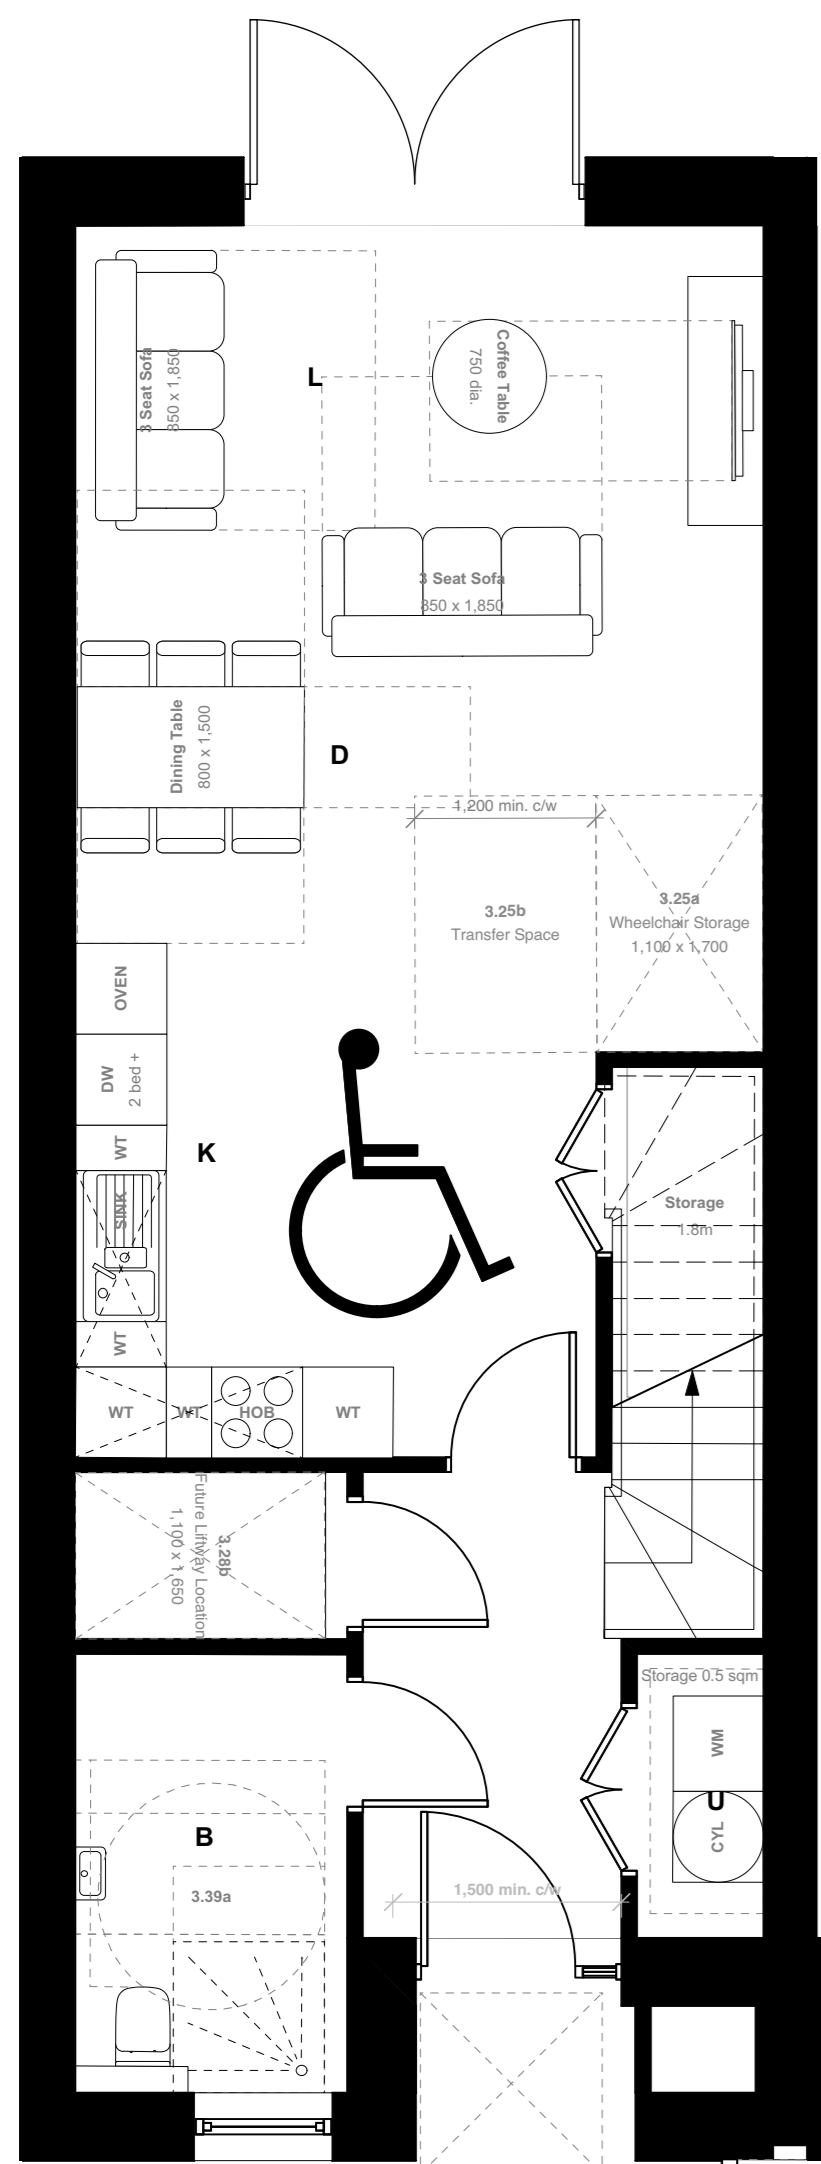 3 Seat Sofa
850 x 1,850
L
Coffee Table
750 dia.
3 Seat Sofa
850 x 1,850
Dining Table
800 x 1,500
D
1,200 min. c/w
3.25b
Transfer Space
3.25a
Wheelchair Storage
1,100 x 1,700
OVEN
DW
2 bed +
WT
K
SINK
Storage
1.8m
WT
WT
WT
HOB
WT
3.28b
Future Liftway Location
1,100 x 1,650
Storage 0.5 sqm
WM
U
CYL
B
3.39a
1,500 min. c/w